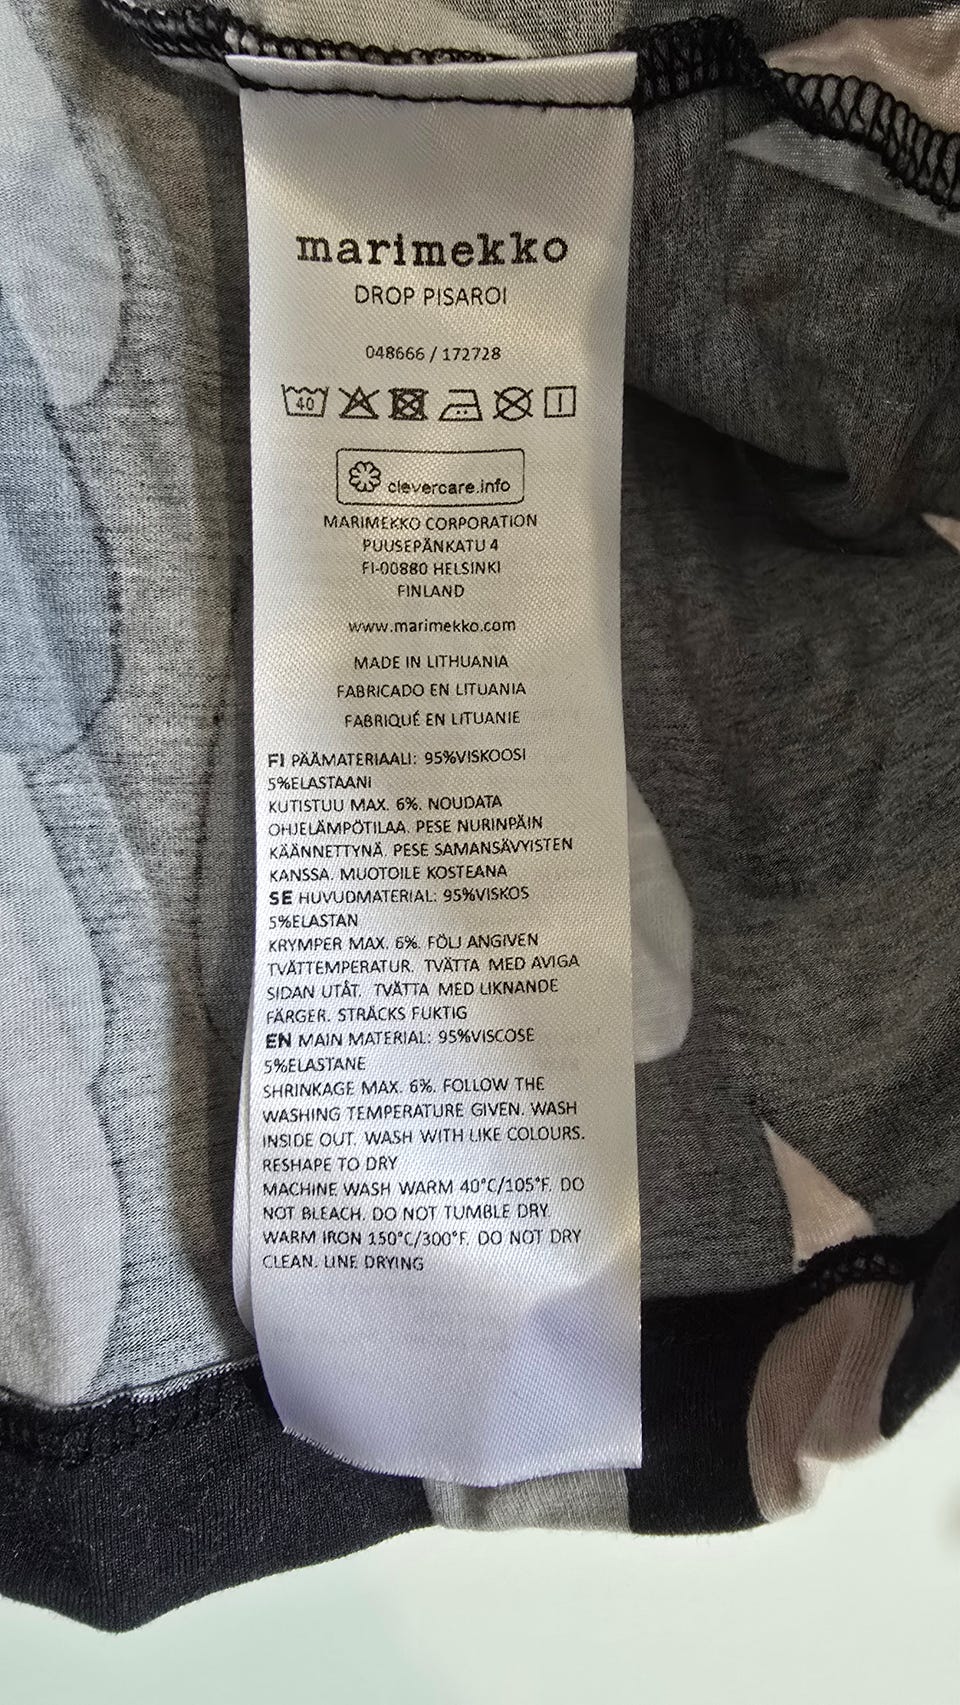 marimekko
DROP PISAROI
048666 / 172728
40
clevercare.info
MARIMEKKO CORPORATION
PUUSEPÄNKATU 4
FI-00880 HELSINKI
FINLAND
www.marimekko.com
MADE IN LITHUANIA
FABRICADO EN LITUANIA
FABRIQUÉ EN LITUANIE
FI PÄÄMATERIAALI: 95%VISKOOSI
5%ELASTAANI
KUTISTUU MAX. 6%. NOUDATA
OHJELÄMPÖTILAA. PESE NURINPÄIN
KÄÄNNETTYNÄ. PESE SAMANSÄVYISTEN
KANSSA. MUOTOILE KOSTEANA
SE HUVUDMATERIAL: 95%VISKOS
5%ELASTAN
KRYMPER MAX. 6%. FÖLJ ANGIVEN
TVÄTTEMPERATUR. TVÄTTA MED AVIGA
SIDAN UTÅT. TVÄTTA MED LIKNANDE
FÄRGER. STRÄCKS FUKTIG
EN MAIN MATERIAL: 95%VISCOSE
5%ELASTANE
SHRINKAGE MAX. 6%. FOLLOW THE
WASHING TEMPERATURE GIVEN. WASH
INSIDE OUT. WASH WITH LIKE COLOURS.
RESHAPE TO DRY
MACHINE WASH WARM 40°C/105°F. DO
NOT BLEACH. DO NOT TUMBLE DRY.
WARM IRON 150°C/300°F. DO NOT DRY
CLEAN. LINE DRYING